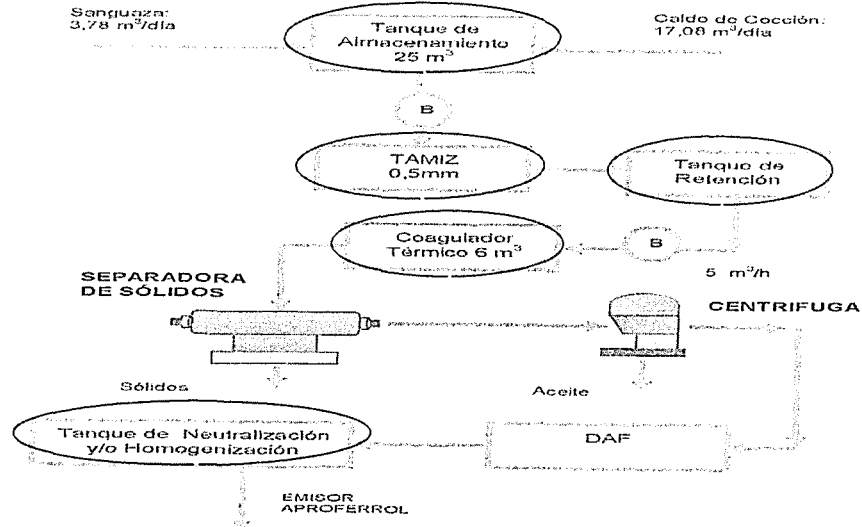 Sanguaza:
3,78 m³/día
Tanque de
Almacenamiento
25 m³
Caldo de Cocción:
17,08 m³/día
B
TAMIZ
0,5mm
Tanque de
Retención
Coagulador
Térmico 6 m³
B
5 m³/h
SEPARADORA
DE SÓLIDOS
CENTRIFUGA
Sólidos
Aceite
Tanque de Neutralización
y/o Homogenización
DAF
EMISOR
APROFERROL